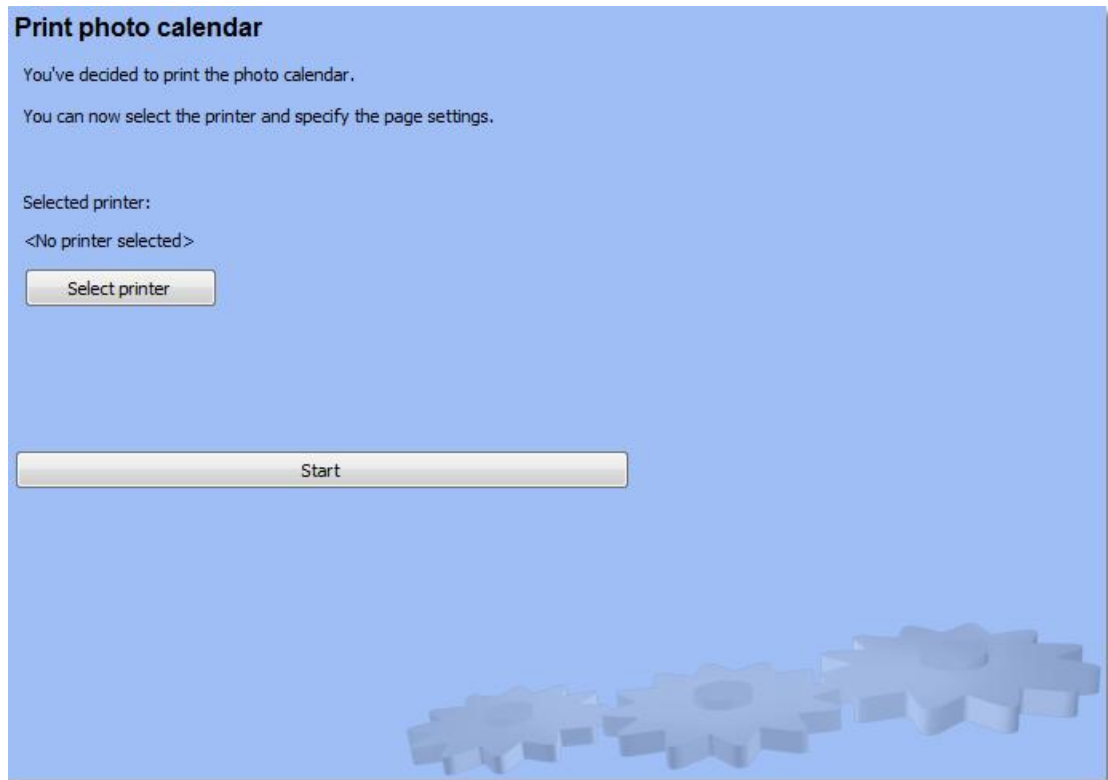 Print photo calendar
You've decided to print the photo calendar.
You can now select the printer and specify the page settings.
Selected printer:
<No printer selected>
Select printer
Start